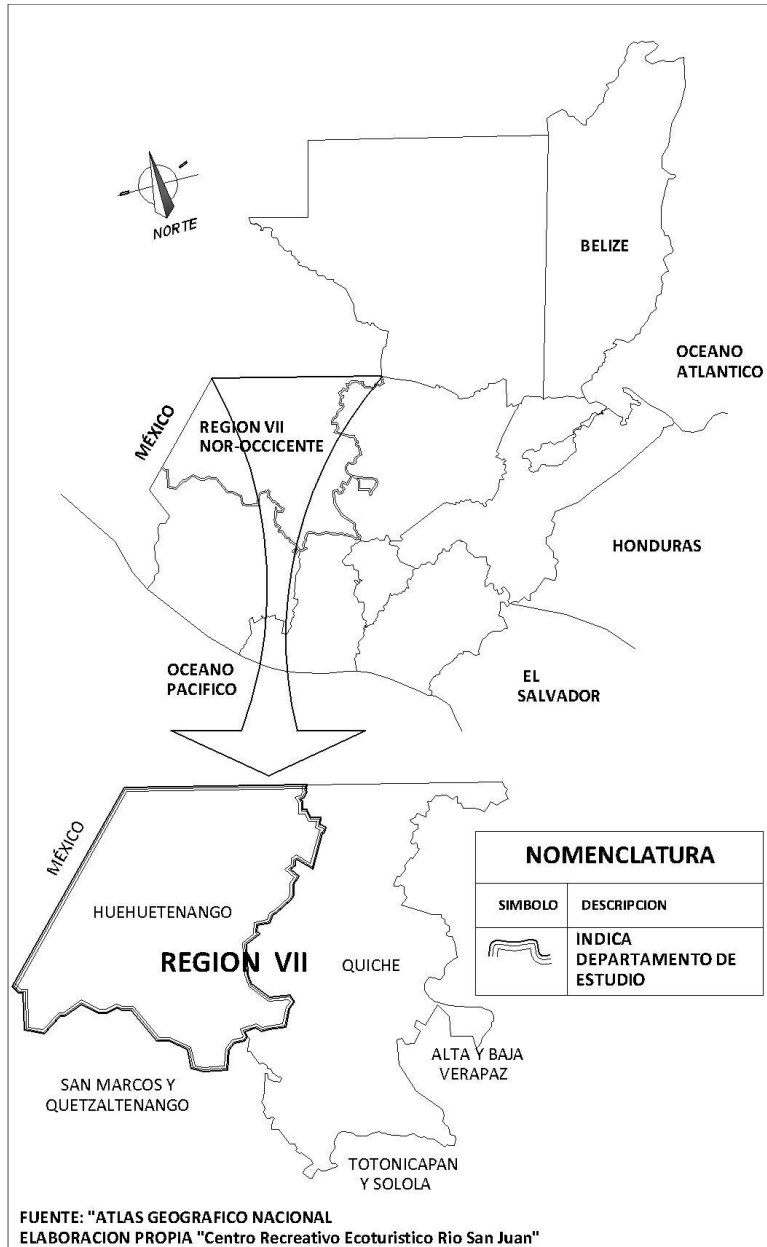 NORTE
BELIZE
OCEANO
ATLANTICO
MÉXICO
REGION VII
NOR-OCCICENTE
HONDURAS
OCEANO
PACIFICO
EL
SALVADOR
MÉXICO
HUEHUETENANGO
REGION VII
QUICHE
NOMENCLATURA
SIMBOLO DESCRIPCION
INDICA
DEPARTAMENTO DE
ESTUDIO
ALTA Y BAJA
VERAPAZ
SAN MARCOS Y
QUETZALTENANGO
TOTONICAPAN
Y SOLOLA
FUENTE: "ATLAS GEOGRAFICO NACIONAL
ELABORACION PROPIA "Centro Recreativo Ecoturistico Rio San Juan"